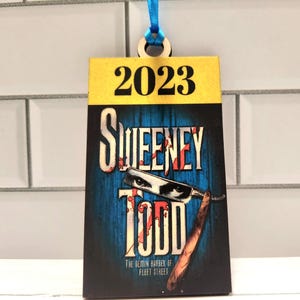 2023
SWEENEY
TODD
THE DEMON BARBER OF
FLEET STREET